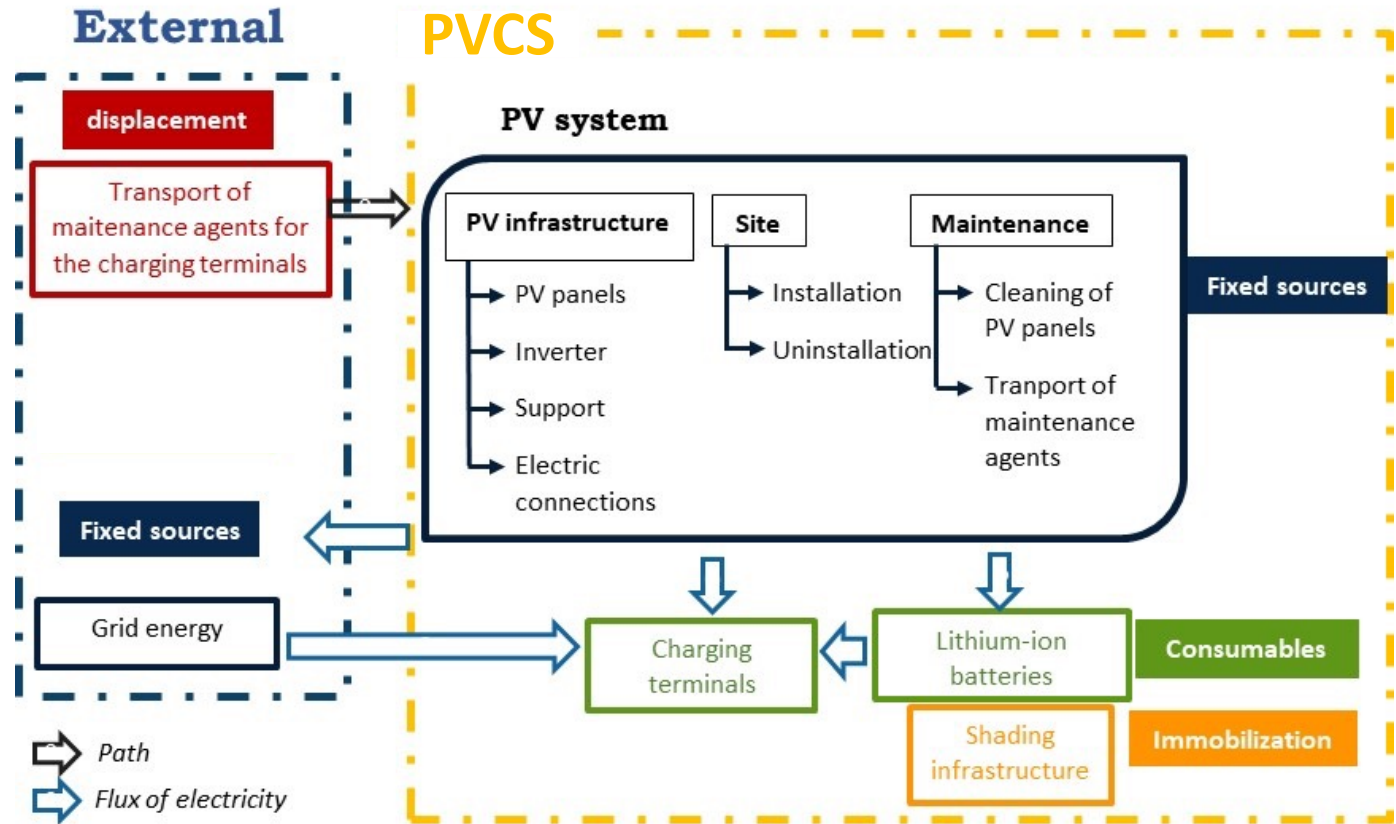 External
PVCS
displacement
Transport of
maitenance agents for
the charging terminals
PV system
PV infrastructure
PV panels
Inverter
Support
Electric
connections
Site
Installation
Uninstallation
Maintenance
Cleaning of
PV panels
Tranport of
maintenance
agents
Fixed sources
Fixed sources
Grid energy
Charging
terminals
Lithium-ion
batteries
Consumables
Shading
infrastructure
Immobilization
Path
Flux of electricity